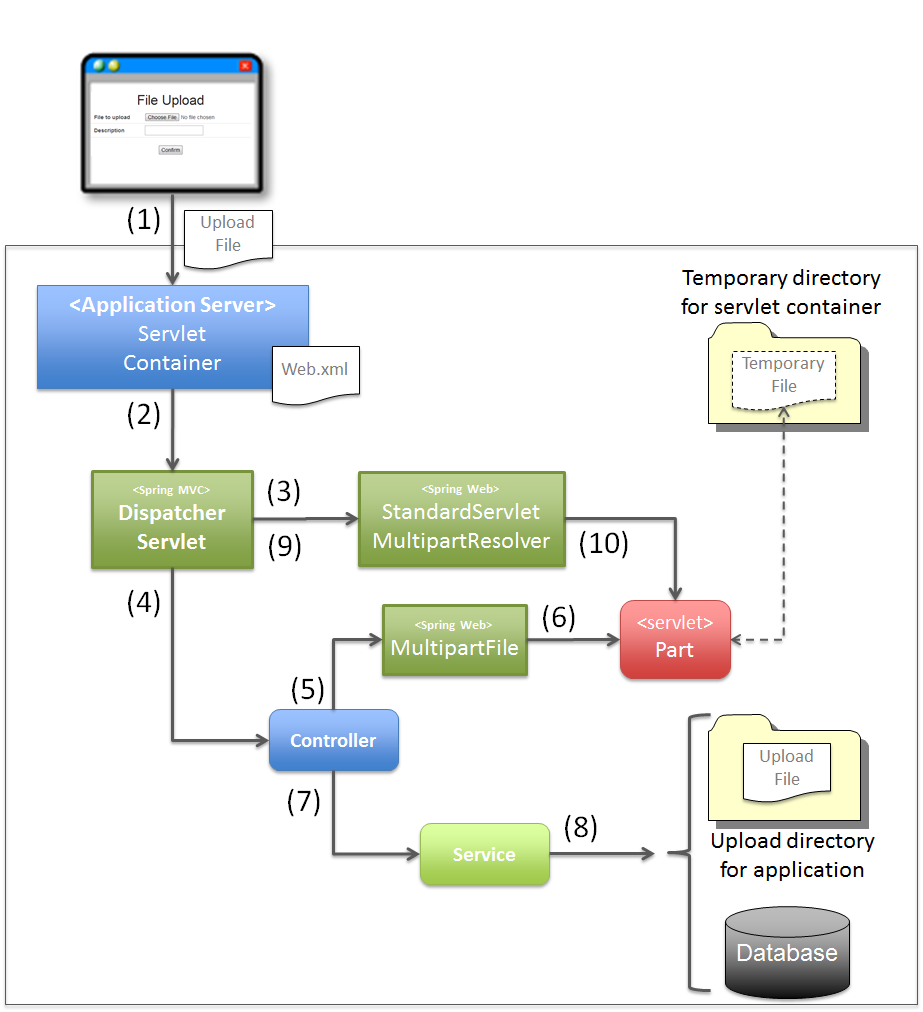 File Upload
File to upload
Choose File No file chosen
Description
Confirm
(1)
Upload
File
<Application Server>
Servlet
Container
Web.xml
Temporary directory
for servlet container
Temporary
File
(2)
<Spring MVC>
Dispatcher
Servlet
(3)
(9)
<Spring Web>
StandardServlet
MultipartResolver
(10)
(4)
<Spring Web>
MultipartFile
(6)
<servlet>
Part
(5)
Controller
(7)
Service
(8)
Upload
File
Upload directory
for application
Database